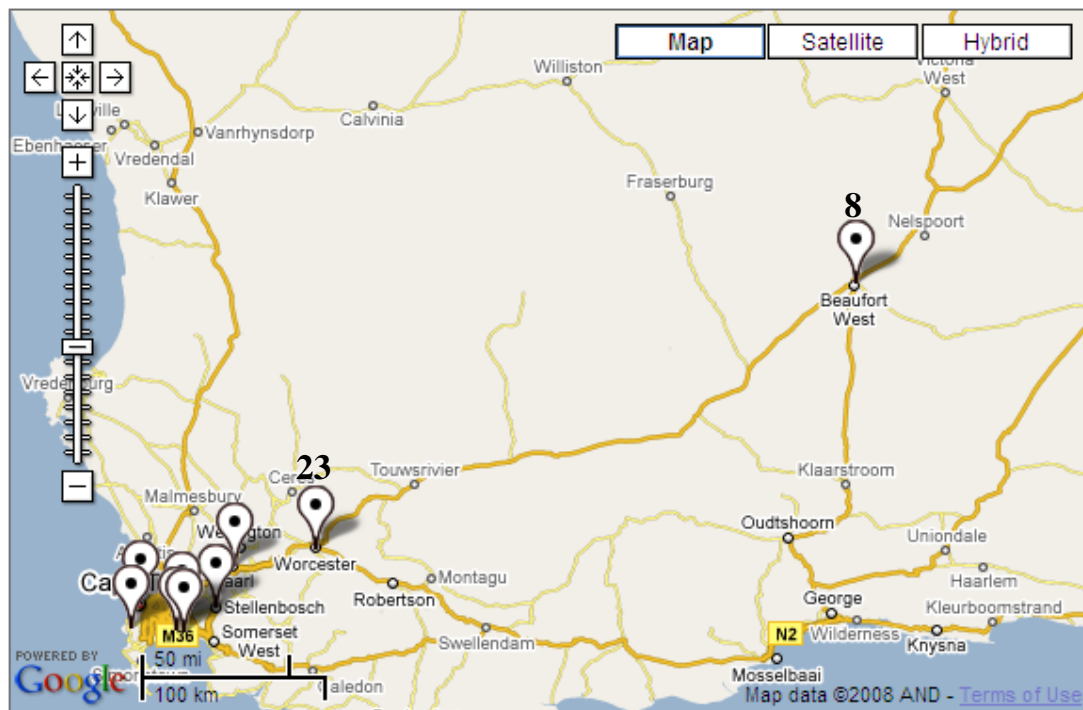 Map Satellite Hybrid
Williston
Victoria
West
Calvinia
Vanrhynsdorp
Vredendal
Klawer
Fraserburg
8
Nelspoort
Beaufort
West
Vredenburg
23
Touwsrivier
Klaarstroom
Malmesbury
Oudtshoorn
Uniondale
Worcester
Montagu
Haarlem
Robertson
Stellenbosch
George
Kleurboomstrand
M36
Somerset
West
Swellendam
N2
Wilderness
Knysna
50 mi
Mosselbaai
POWERED BY
Google
Caledon
100 km
Map data ©2008 AND - Terms of Use